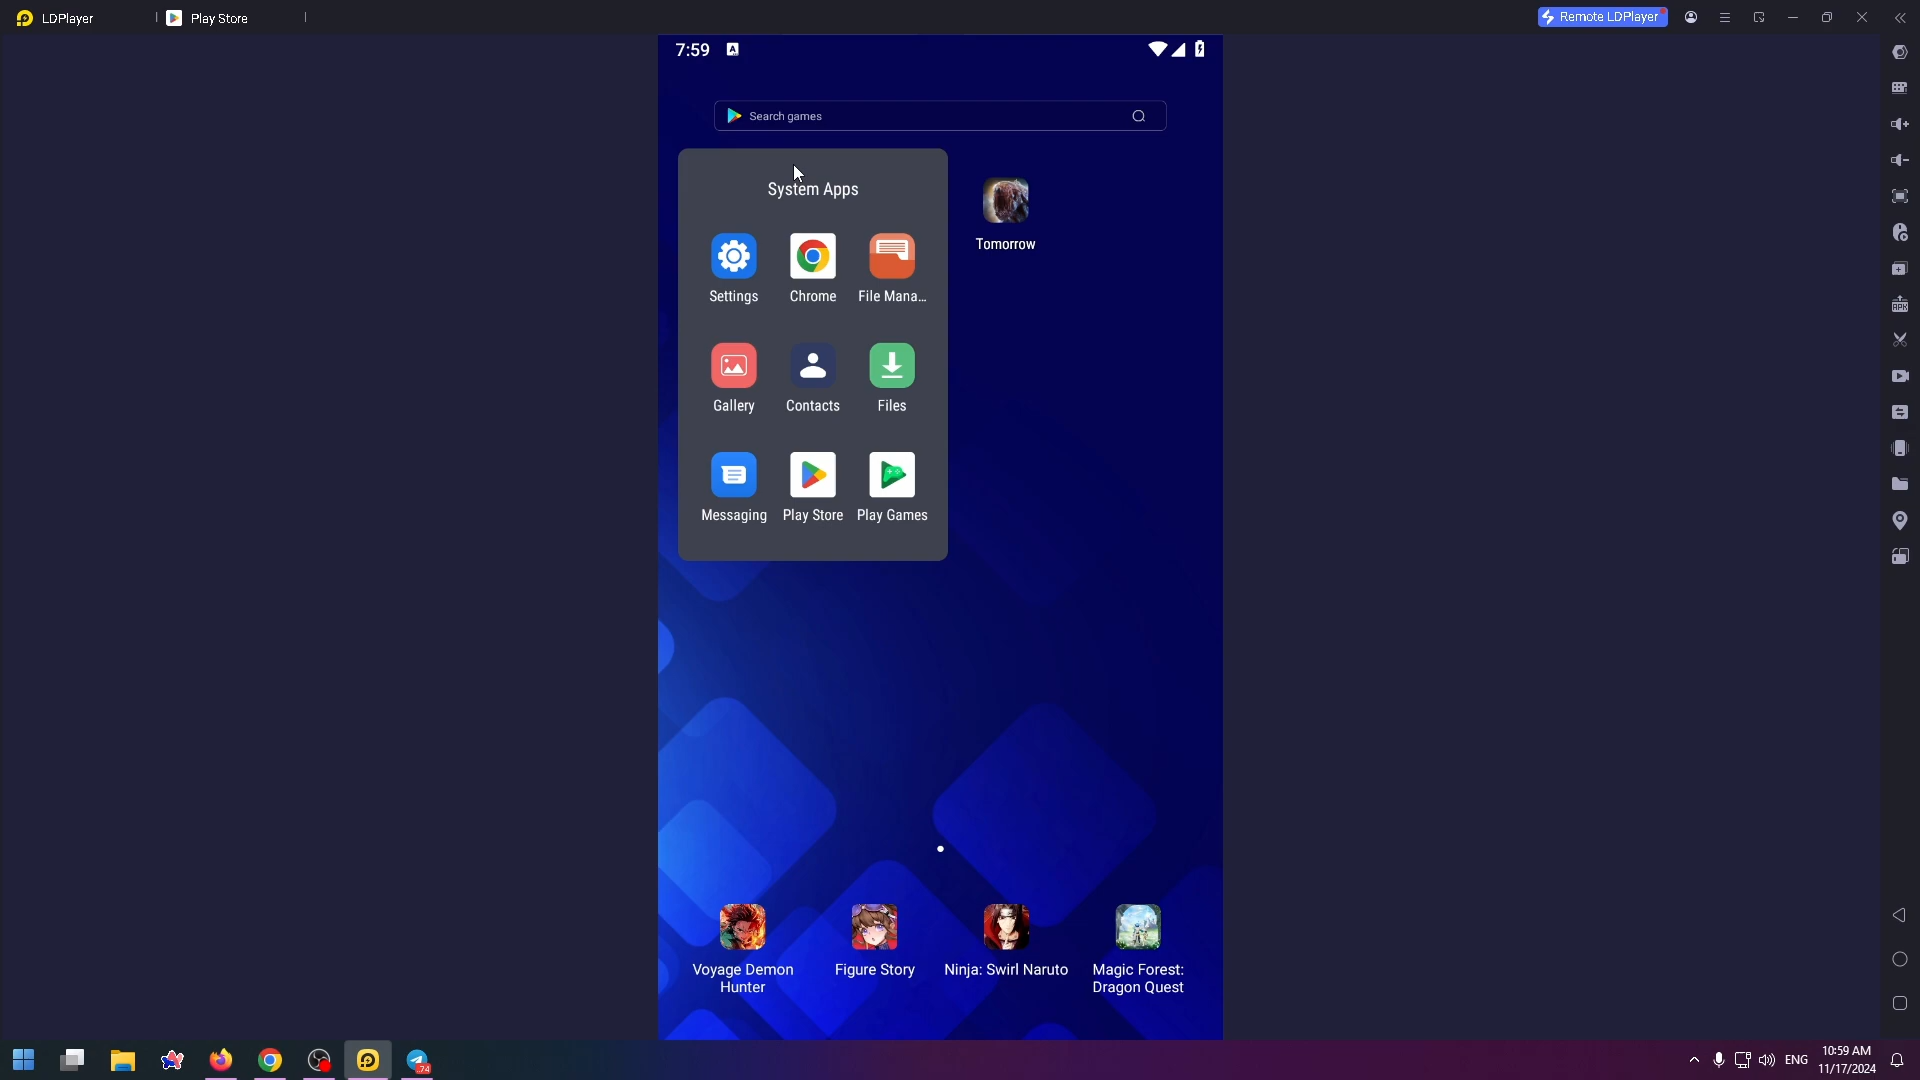 LDPlayer
Play Store
Remote LDPlayer
7:59
A
Search games
System Apps
Tomorrow
Settings
Chrome
File Mana...
Gallery
Contacts
Files
Messaging
Play Store
Play Games
APK
Voyage Demon
Hunter
Figure Story
Ninja: Swirl Naruto
Magic Forest:
Dragon Quest
74
ENG
10:59 AM
11/17/2024